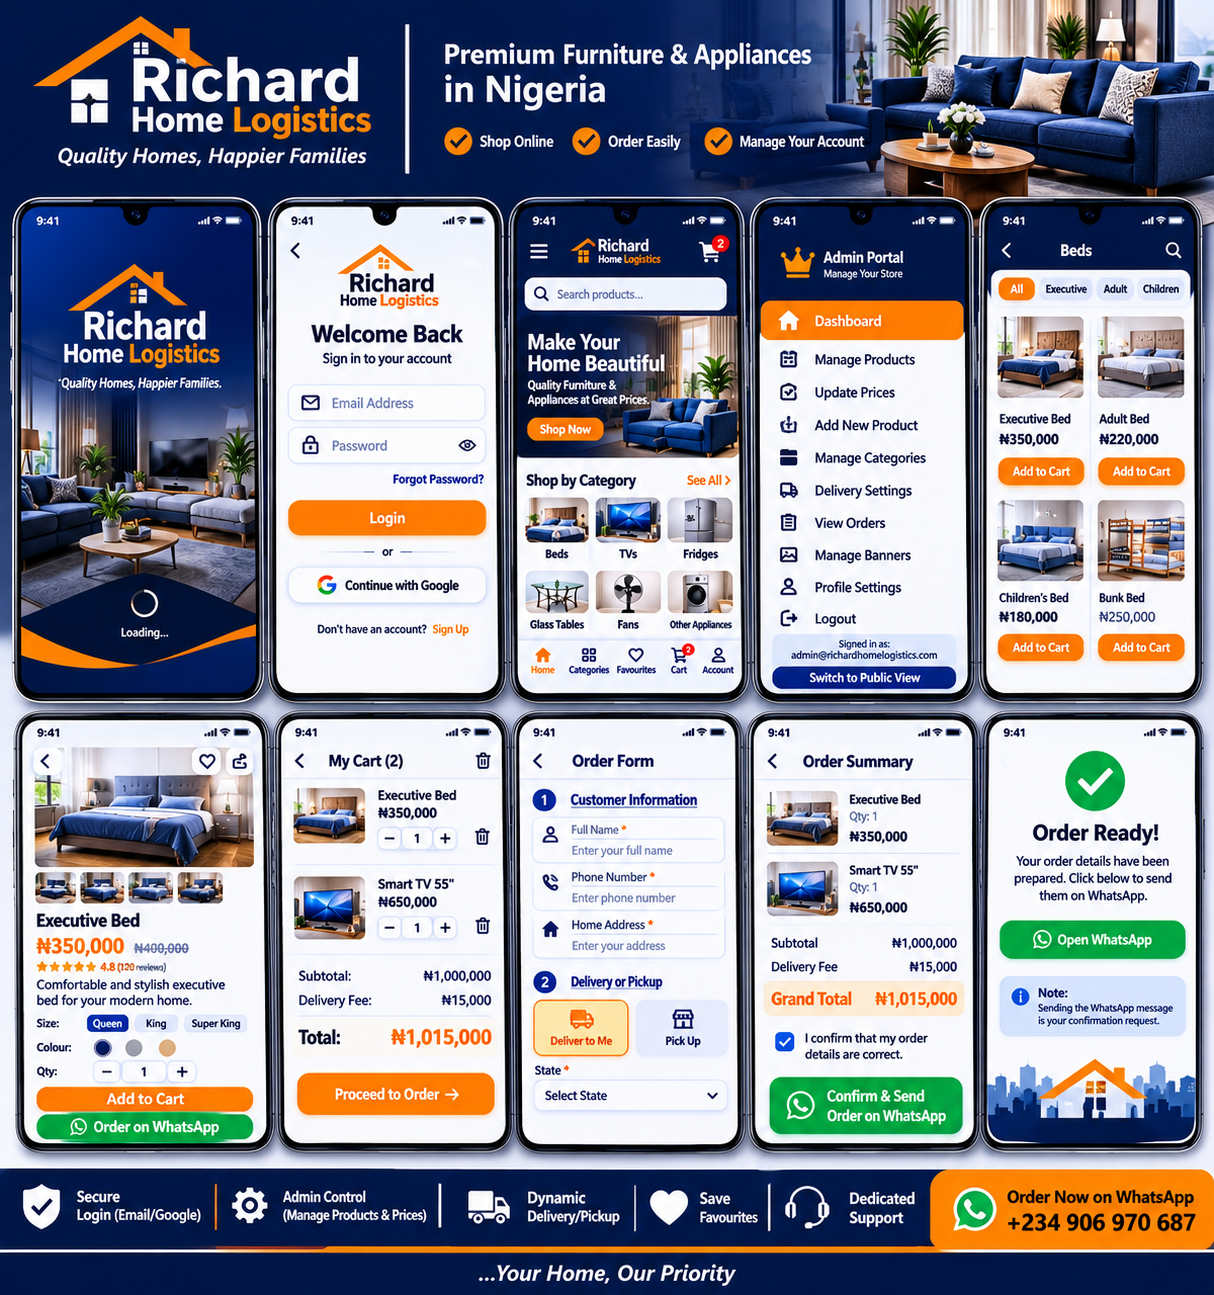 Richard
Home Logistics
Quality Homes, Happier Families
Premium Furniture & Appliances
in Nigeria
Shop Online
Order Easily
Manage Your Account
9:41
Richard
Home Logistics
"Quality Homes, Happier Families.
Loading...
9:41
Richard
Home Logistics
Welcome Back
Sign in to your account
Email Address
Password
Forgot Password?
Login
or
Continue with Google
Don't have an account? Sign Up
9:41
Richard
Home Logistics
2
Search products...
Make Your
Home Beautiful
Quality Furniture &
Appliances at Great Prices.
Shop Now
Shop by Category
See All >
Beds
TVs
Fridges
Glass Tables
Fans
Other Appliances
2
Home
Categories
Favourites
Cart
Account
9:41
Admin Portal
Manage Your Store
Dashboard
Manage Products
Update Prices
Add New Product
Manage Categories
Delivery Settings
View Orders
Manage Banners
Profile Settings
Logout
Signed in as:
admin@richardhomelogistics.com
Switch to Public View
9:41
Beds
All
Executive
Adult
Children
Executive Bed
₦350,000
Add to Cart
Adult Bed
₦220,000
Add to Cart
Children's Bed
₦180,000
Add to Cart
Bunk Bed
₦250,000
Add to Cart
9:41
Executive Bed
₦350,000 ₦400,000
4.8 (120 reviews)
Comfortable and stylish executive
bed for your modern home.
Size: Queen King Super King
Colour:
Qty: − 1 +
Add to Cart
Order on WhatsApp
9:41
My Cart (2)
Executive Bed
₦350,000
− 1 +
Smart TV 55"
₦650,000
− 1 +
Subtotal: ₦1,000,000
Delivery Fee: ₦15,000
Total: ₦1,015,000
Proceed to Order →
9:41
Order Form
1 Customer Information
Full Name *
Enter your full name
Phone Number *
Enter phone number
Home Address *
Enter your address
2 Delivery or Pickup
Deliver to Me
Pick Up
State *
Select State
9:41
Order Summary
Executive Bed
Qty: 1
₦350,000
Smart TV 55"
Qty: 1
₦650,000
Subtotal ₦1,000,000
Delivery Fee ₦15,000
Grand Total ₦1,015,000
I confirm that my order
details are correct.
Confirm & Send
Order on WhatsApp
9:41
Order Ready!
Your order details have been
prepared. Click below to send
them on WhatsApp.
Open WhatsApp
Note:
Sending the WhatsApp message
is your confirmation request.
Secure
Login (Email/Google)
Admin Control
(Manage Products & Prices)
Dynamic
Delivery/Pickup
Save
Favourites
Dedicated
Support
Order Now on WhatsApp
+234 906 970 687
...Your Home, Our Priority